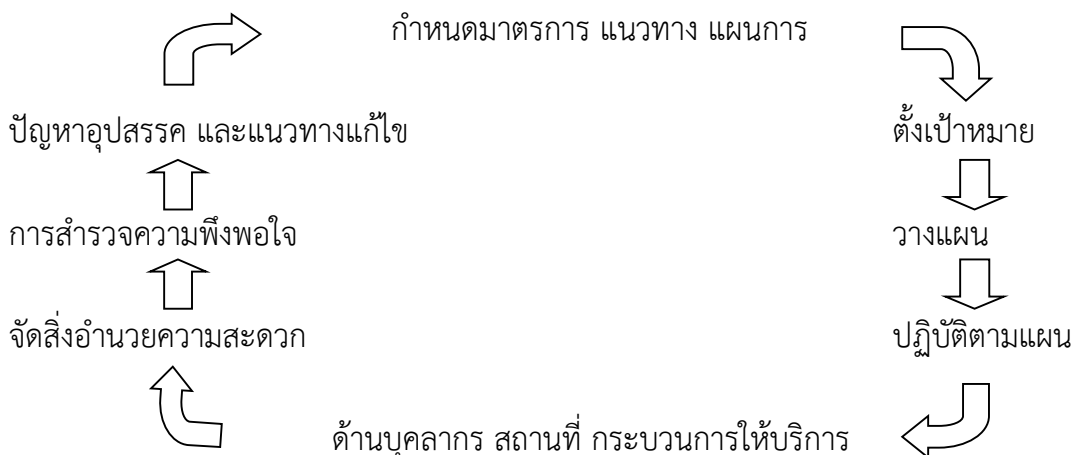 กำหนดมาตรการ แนวทาง แผนการ
ปัญหาอุปสรรค และแนวทางแก้ไข
ตั้งเป้าหมาย
การสำรวจความพึงพอใจ
วางแผน
จัดสิ่งอำนวยความสะดวก
ปฏิบัติตามแผน
ด้านบุคลากร สถานที่ กระบวนการให้บริการ